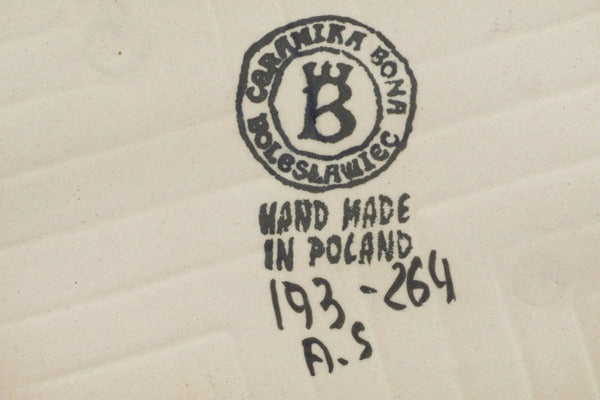 CERAMIKA BONA
BOLESŁAWIEC
B
HAND MADE
IN POLAND
193-264
A.S